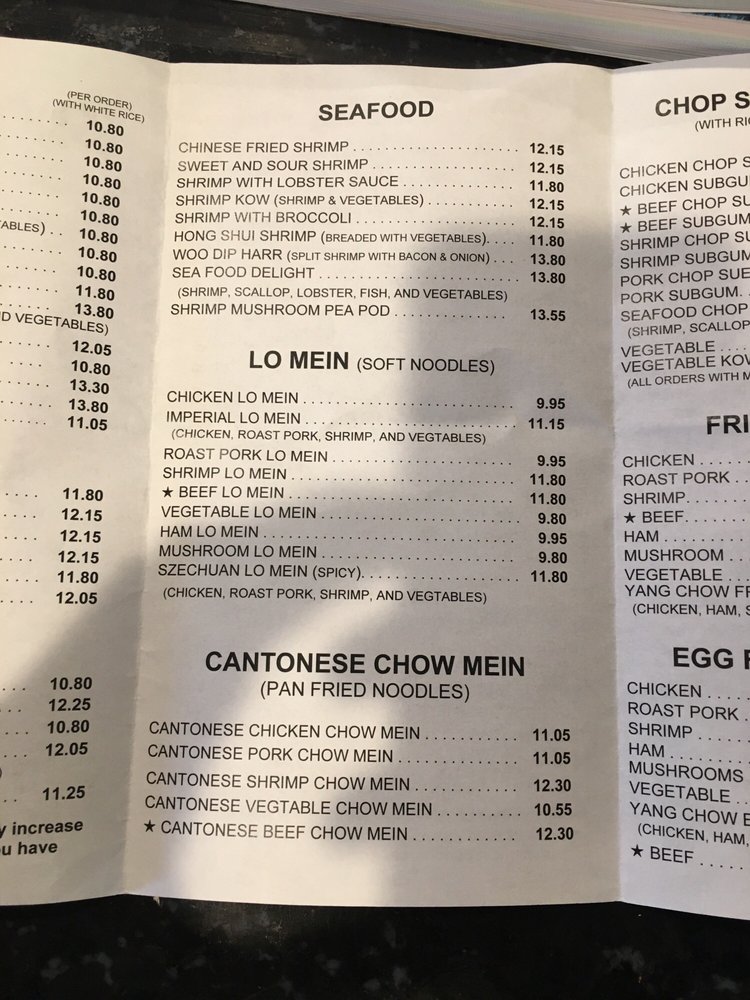 (PER ORDER)
(WITH WHITE RICE)
10.80
10.80
10.80
10.80
10.80
10.80
TABLES) .. 10.80
10.80
10.80
11.80
13.80
D VEGETABLES)
12.05
10.80
13.30
13.80
11.05
11.80
12.15
12.15
12.15
11.80
12.05
10.80
12.25
10.80
12.05
)
11.25
y increase
u have
SEAFOOD
CHINESE FRIED SHRIMP 12.15
SWEET AND SOUR SHRIMP 12.15
SHRIMP WITH LOBSTER SAUCE 11.80
SHRIMP KOW (SHRIMP & VEGETABLES) 12.15
SHRIMP WITH BROCCOLI 12.15
HONG SHUI SHRIMP (BREADED WITH VEGETABLES). 11.80
WOO DIP HARR (SPLIT SHRIMP WITH BACON & ONION) 13.80
SEA FOOD DELIGHT 13.80
(SHRIMP, SCALLOP, LOBSTER, FISH, AND VEGETABLES)
SHRIMP MUSHROOM PEA POD 13.55
LO MEIN (SOFT NOODLES)
CHICKEN LO MEIN 9.95
IMPERIAL LO MEIN 11.15
(CHICKEN, ROAST PORK, SHRIMP, AND VEGTABLES)
ROAST PORK LO MEIN 9.95
SHRIMP LO MEIN 11.80
★ BEEF LO MEIN 11.80
VEGETABLE LO MEIN 9.80
HAM LO MEIN 9.95
MUSHROOM LO MEIN 9.80
SZECHUAN LO MEIN (SPICY). 11.80
(CHICKEN, ROAST PORK, SHRIMP, AND VEGTABLES)
CANTONESE CHOW MEIN
(PAN FRIED NOODLES)
CANTONESE CHICKEN CHOW MEIN 11.05
CANTONESE PORK CHOW MEIN 11.05
CANTONESE SHRIMP CHOW MEIN 12.30
CANTONESE VEGTABLE CHOW MEIN 10.55
★ CANTONESE BEEF CHOW MEIN 12.30
CHOP S
(WITH RI
CHICKEN CHOP S
CHICKEN SUBGU
★ BEEF CHOP SU
★ BEEF SUBGUM
SHRIMP CHOP SU
SHRIMP SUBGUM
PORK CHOP SUE
PORK SUBGUM.
SEAFOOD CHOP
(SHRIMP, SCALLOP
VEGETABLE
VEGETABLE KOW
(ALL ORDERS WITH M
FRI
CHICKEN
ROAST PORK
SHRIMP.
★ BEEF.
HAM
MUSHROOM
VEGETABLE
YANG CHOW FR
(CHICKEN, HAM, S
EGG F
CHICKEN
ROAST PORK
SHRIMP
HAM
MUSHROOMS
VEGETABLE
YANG CHOW E
(CHICKEN, HAM,
★ BEEF